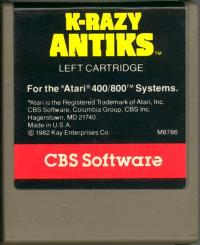 K-RAZY
ANTIKS™
LEFT CARTRIDGE
For the *Atari® 400/800™ Systems.
*Atari is the Registered Trademark of Atari, Inc.
CBS Software, Columbia Group, CBS Inc.
Hagerstown, MD 21740.
Made in U.S.A.
© 1982 Kay Enterprises Co. M8786
CBS Software